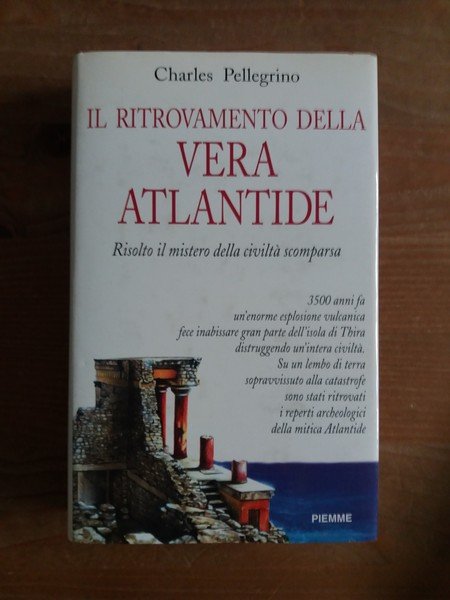 Charles Pellegrino
IL RITROVAMENTO DELLA
VERA
ATLANTIDE
Risolto il mistero della civiltà scomparsa
3500 anni fa
un'enorme esplosione vulcanica
fece inabissare gran parte dell'isola di Thira
distruggendo un'intera civiltà.
Su un lembo di terra
sopravvissuto alla catastrofe
sono stati ritrovati
i reperti archeologici
della mitica Atlantide
PIEMME